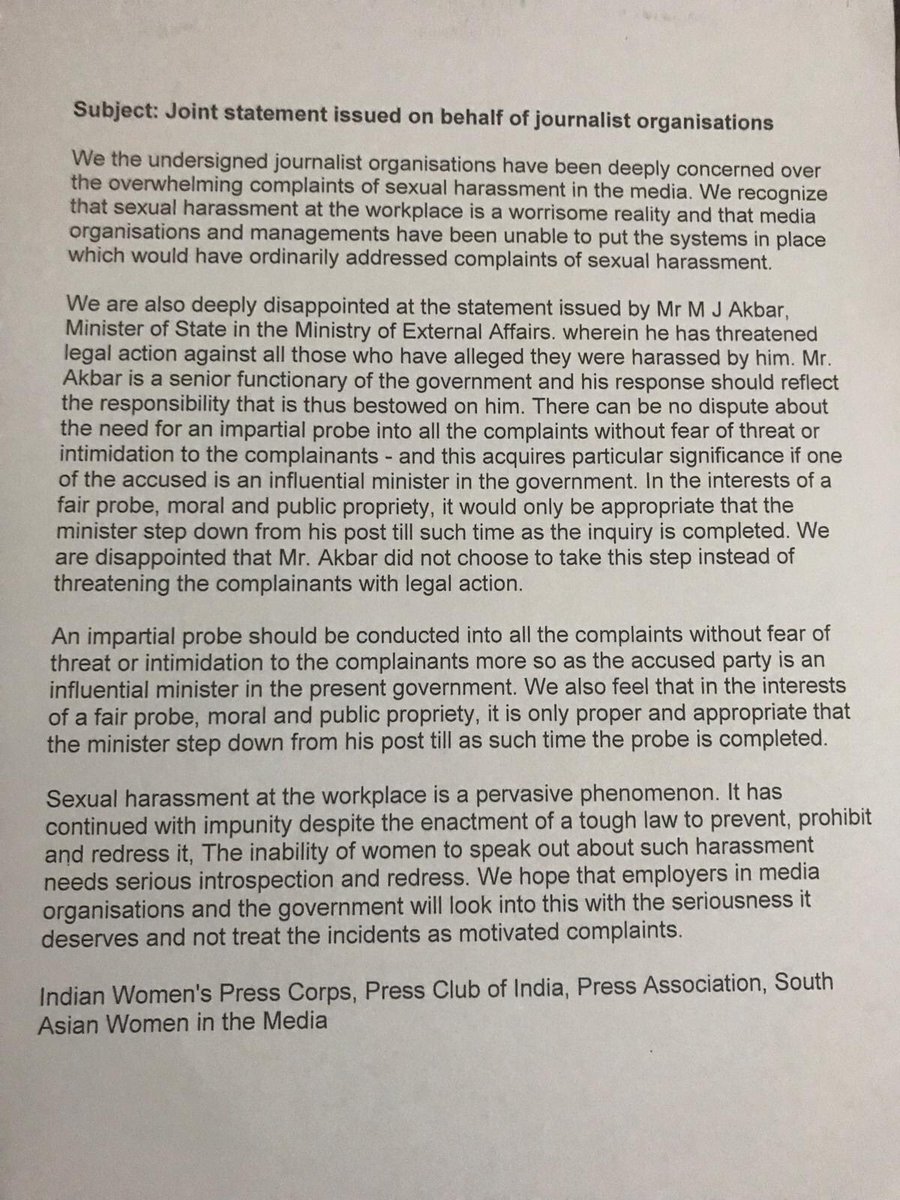 Subject: Joint statement issued on behalf of journalist organisations
We the undersigned journalist organisations have been deeply concerned over
the overwhelming complaints of sexual harassment in the media. We recognize
that sexual harassment at the workplace is a worrisome reality and that media
organisations and managements have been unable to put the systems in place
which would have ordinarily addressed complaints of sexual harassment.
We are also deeply disappointed at the statement issued by Mr M J Akbar,
Minister of State in the Ministry of External Affairs. wherein he has threatened
legal action against all those who have alleged they were harassed by him. Mr.
Akbar is a senior functionary of the government and his response should reflect
the responsibility that is thus bestowed on him. There can be no dispute about
the need for an impartial probe into all the complaints without fear of threat or
intimidation to the complainants - and this acquires particular significance if one
of the accused is an influential minister in the government. In the interests of a
fair probe, moral and public propriety, it would only be appropriate that the
minister step down from his post till such time as the inquiry is completed. We
are disappointed that Mr. Akbar did not choose to take this step instead of
threatening the complainants with legal action.
An impartial probe should be conducted into all the complaints without fear of
threat or intimidation to the complainants more so as the accused party is an
influential minister in the present government. We also feel that in the interests
of a fair probe, moral and public propriety, it is only proper and appropriate that
the minister step down from his post till as such time the probe is completed.
Sexual harassment at the workplace is a pervasive phenomenon. It has
continued with impunity despite the enactment of a tough law to prevent, prohibit
and redress it, The inability of women to speak out about such harassment
needs serious introspection and redress. We hope that employers in media
organisations and the government will look into this with the seriousness it
deserves and not treat the incidents as motivated complaints.
Indian Women's Press Corps, Press Club of India, Press Association, South
Asian Women in the Media